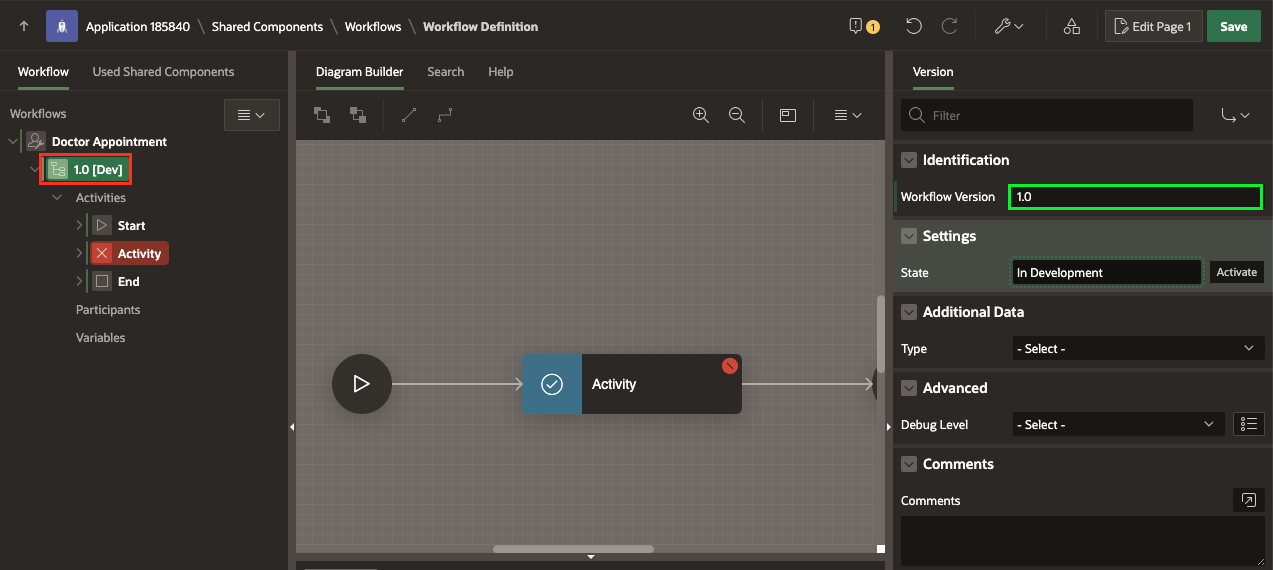 Application 185840 \ Shared Components \ Workflows \ Workflow Definition
1
Edit Page 1
Save
Workflow
Used Shared Components
Workflows
Doctor Appointment
1.0 [Dev]
Activities
Start
Activity
End
Participants
Variables
Diagram Builder
Search
Help
Activity
Version
Filter
Identification
Workflow Version
1.0
Settings
State
In Development
Activate
Additional Data
Type
- Select -
Advanced
Debug Level
- Select -
Comments
Comments